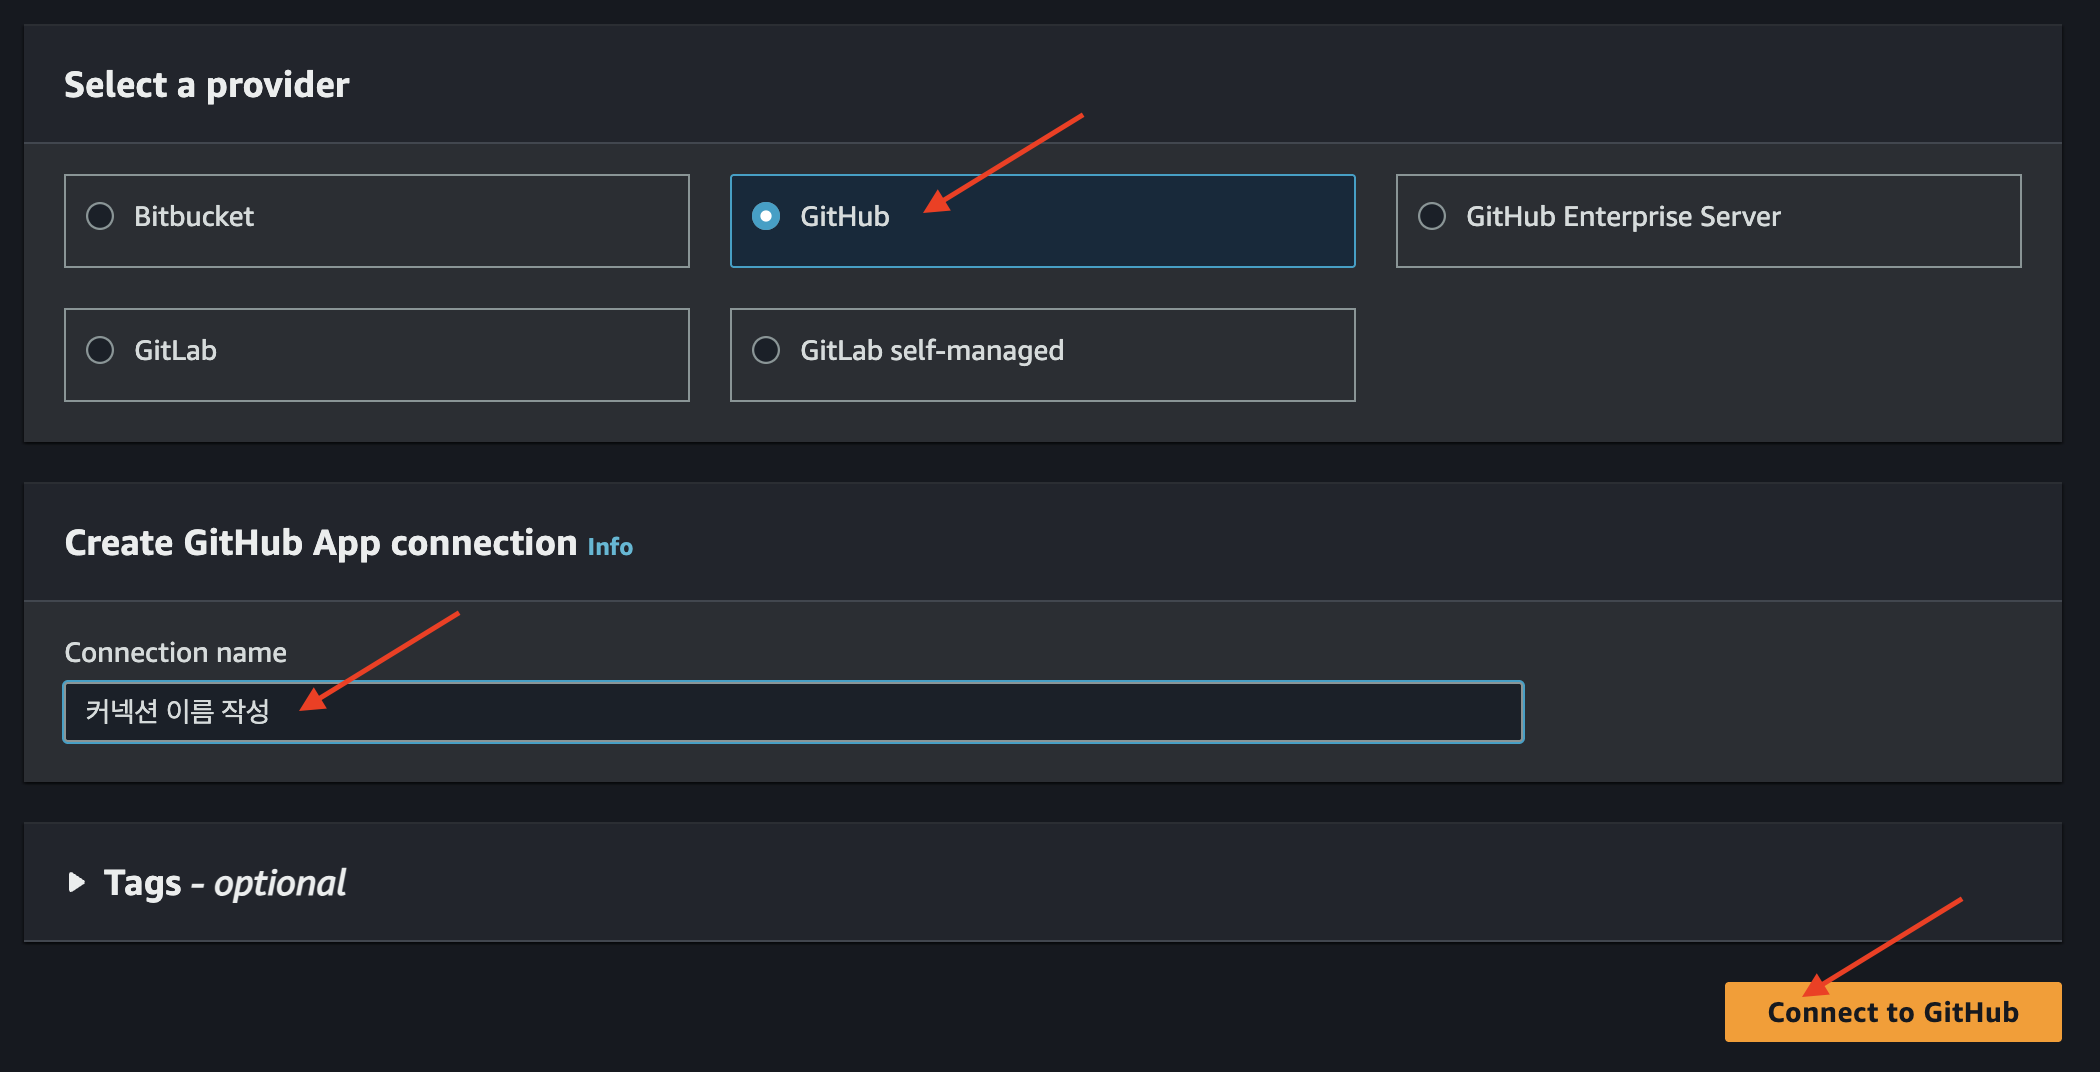 Select a provider
Bitbucket
GitHub
GitHub Enterprise Server
GitLab
GitLab self-managed
Create GitHub App connection Info
Connection name
커넥션 이름 작성
Tags - optional
Connect to GitHub